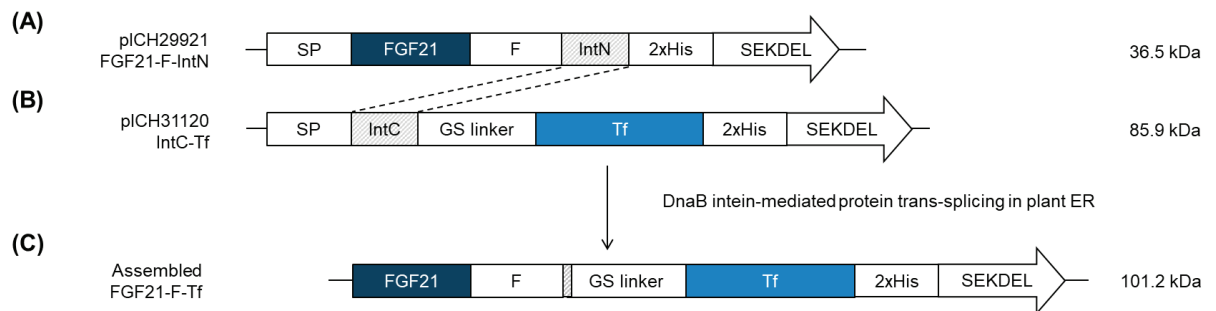 (A)
pICH29921
FGF21-F-IntN
SP FGF21 F IntN 2xHis SEKDEL
36.5 kDa
(B)
pICH31120
IntC-Tf
SP IntC GS linker Tf 2xHis SEKDEL
85.9 kDa
DnaB intein-mediated protein trans-splicing in plant ER
(C)
Assembled
FGF21-F-Tf
FGF21 F GS linker Tf 2xHis SEKDEL
101.2 kDa